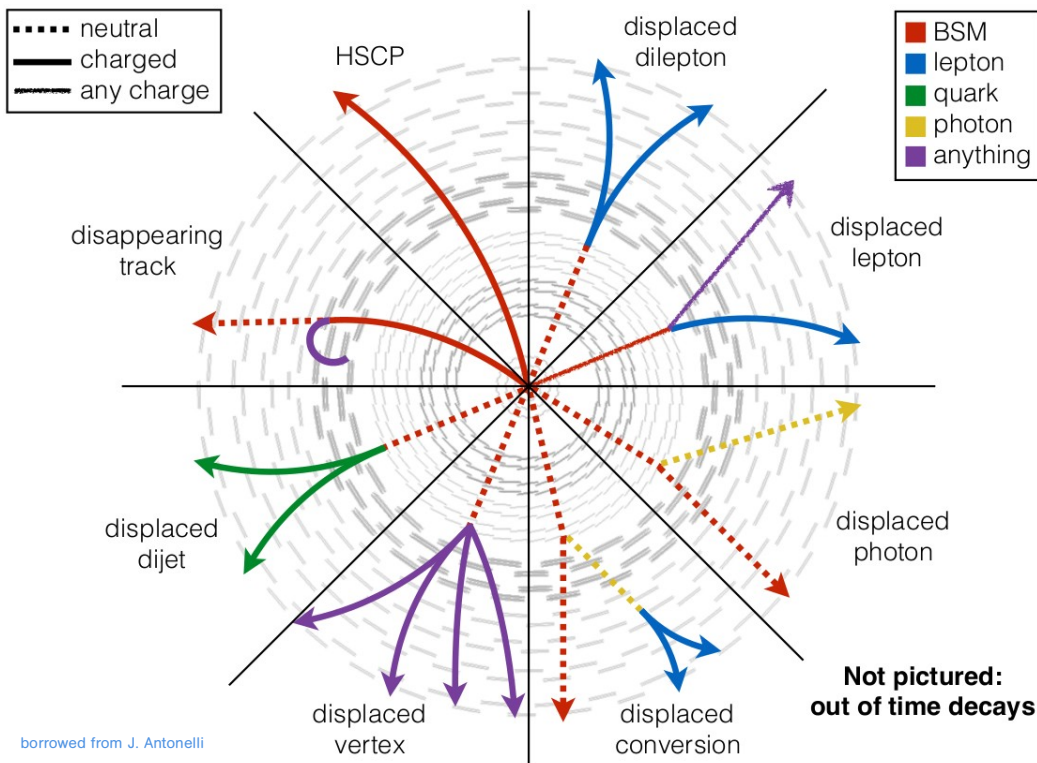 neutral
charged
any charge
HSCP
displaced
dilepton
BSM
lepton
quark
photon
anything
disappearing
track
displaced
lepton
displaced
dijet
displaced
photon
displaced
vertex
displaced
conversion
Not pictured:
out of time decays
borrowed from J. Antonelli